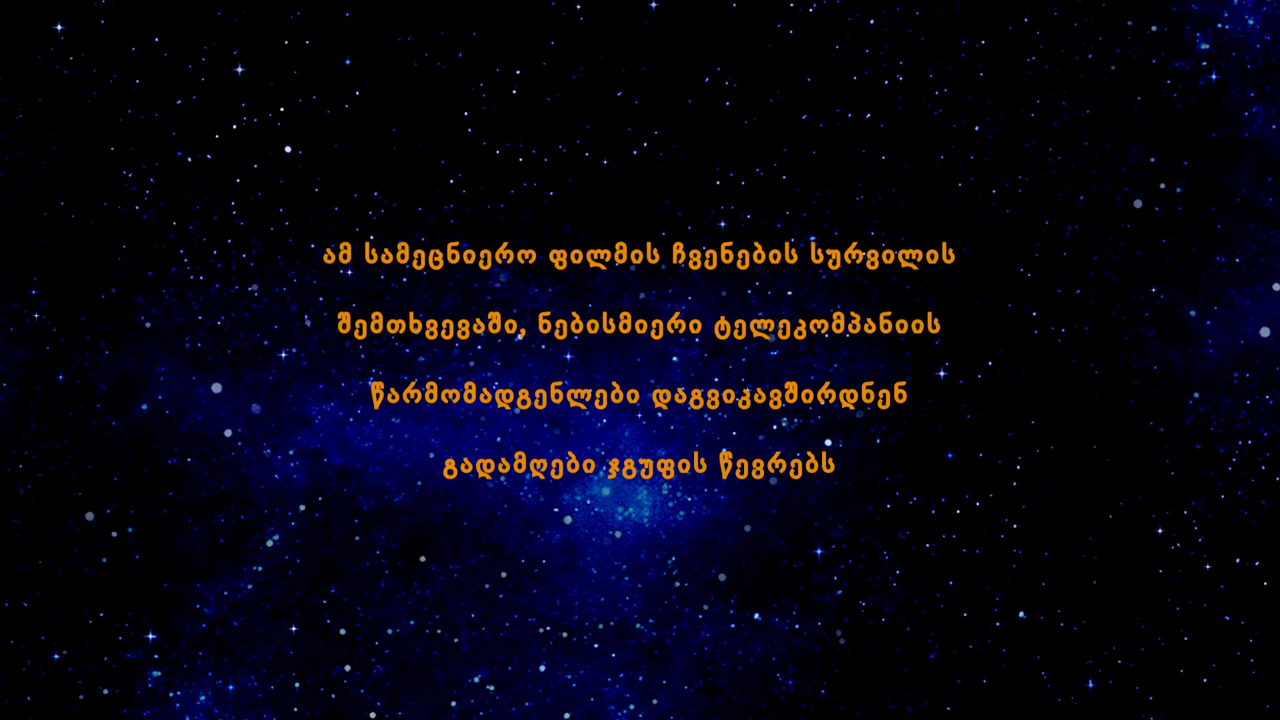 ამ სამეცნიერო ფილმის ჩვენების სურვილის
შემთხვევაში, ნებისმიერი ტელეკომპანიის
წარმომადგენლები დაგვიკავშირდნენ
გადამღები ჯგუფის წევრებს